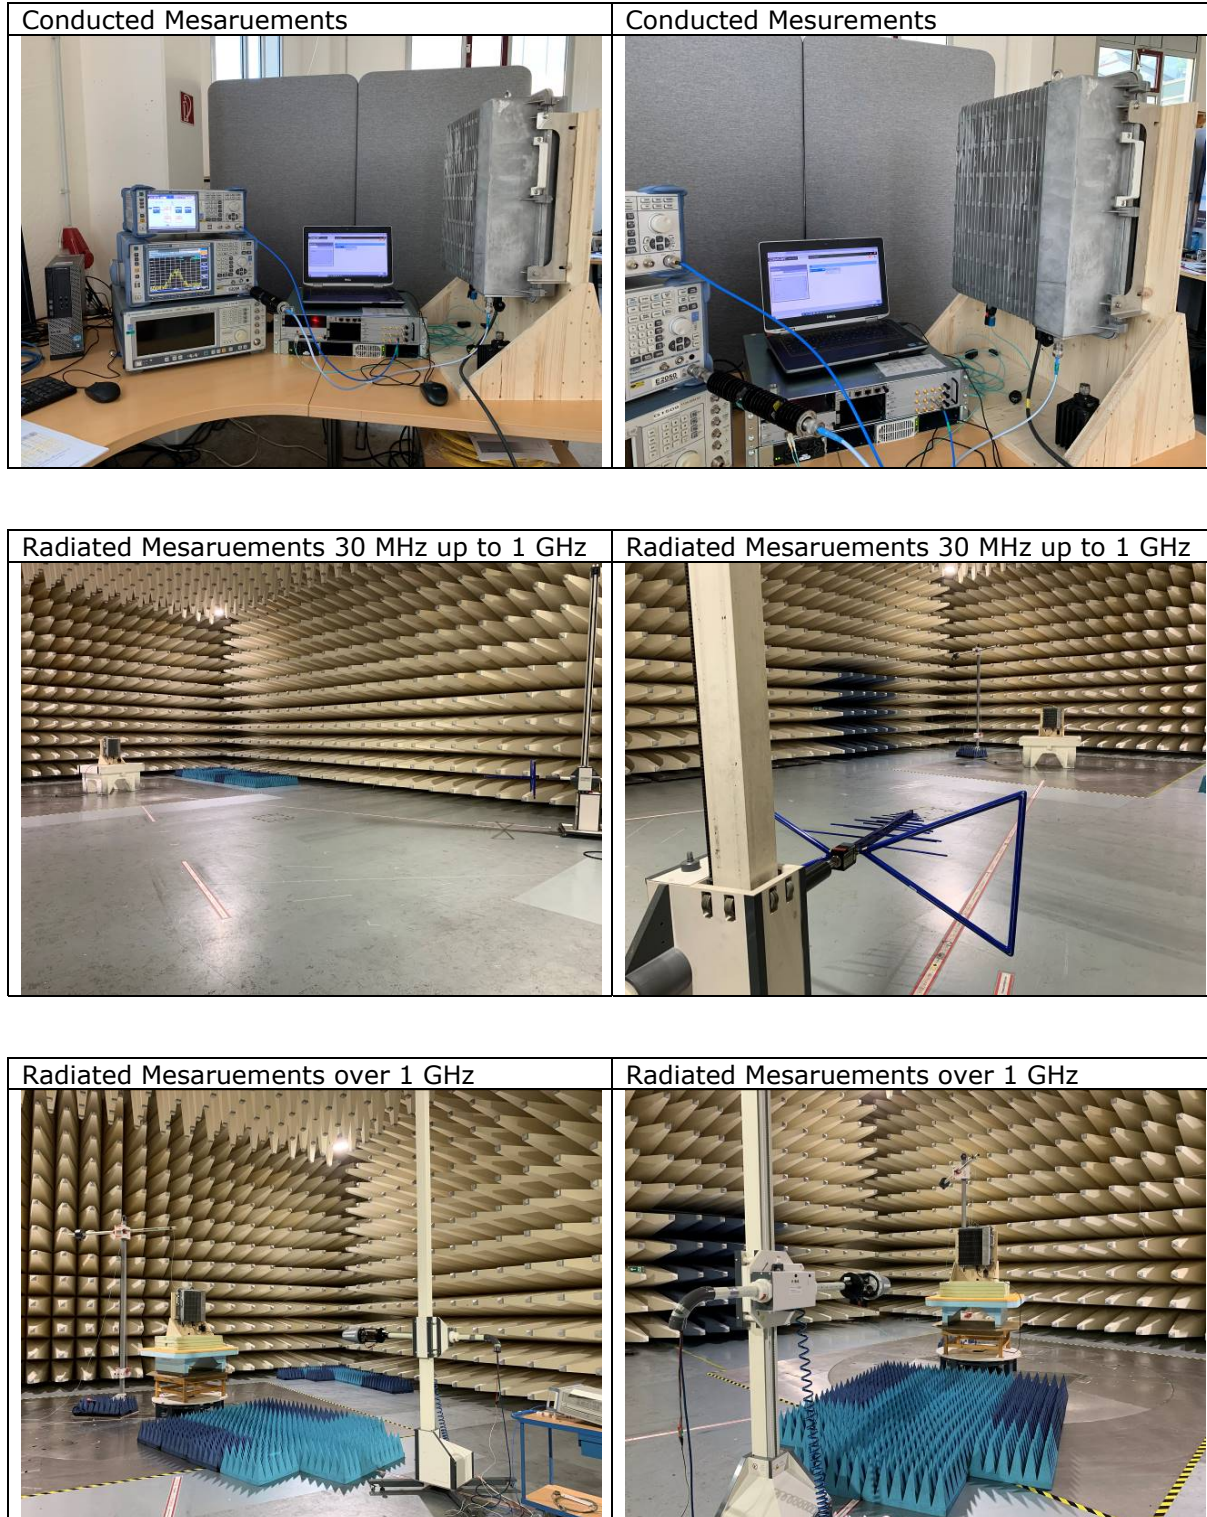 Conducted Mesaruements
Conducted Mesurements
Radiated Mesaruements 30 MHz up to 1 GHz
Radiated Mesaruements 30 MHz up to 1 GHz
Radiated Mesaruements over 1 GHz
Radiated Mesaruements over 1 GHz